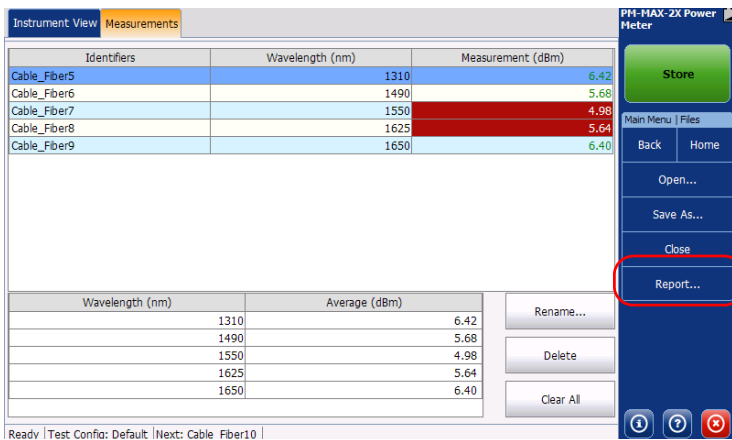 Instrument View Measurements
PM-MAX-2X Power
Meter
Identifiers Wavelength (nm) Measurement (dBm)
Cable_Fiber5 1310 6.42
Cable_Fiber6 1490 5.68
Cable_Fiber7 1550 4.98
Cable_Fiber8 1625 5.64
Cable_Fiber9 1650 6.40
Wavelength (nm) Average (dBm)
1310 6.42
1490 5.68
1550 4.98
1625 5.64
1650 6.40
Rename...
Delete
Clear All
Store
Main Menu | Files
Back Home
Open...
Save As...
Close
Report...
Ready | Test Config: Default | Next: Cable_Fiber10 |